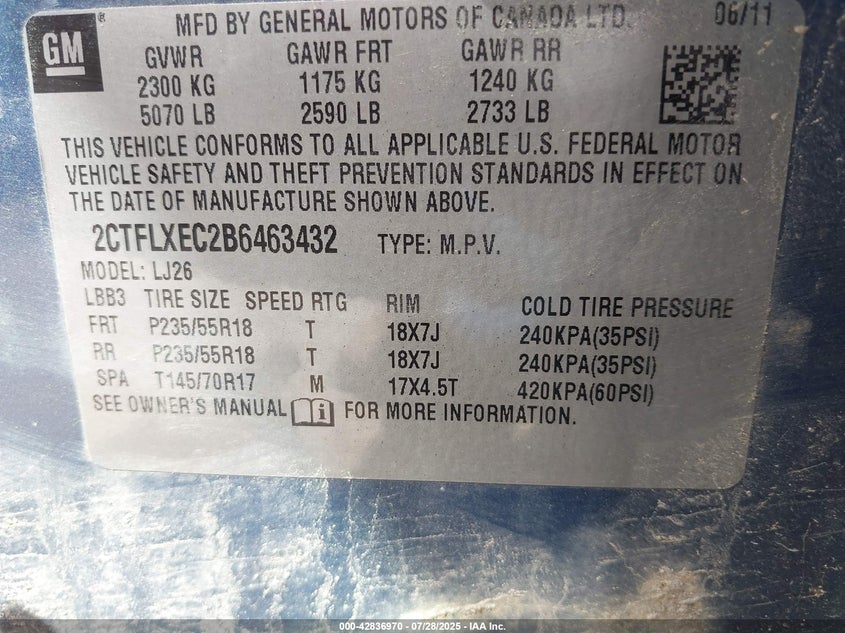 GM
®
MFD BY GENERAL MOTORS OF CANADA LTD. 06/11
GVWR GAWR FRT GAWR RR
2300 KG 1175 KG 1240 KG
5070 LB 2590 LB 2733 LB
THIS VEHICLE CONFORMS TO ALL APPLICABLE U.S. FEDERAL MOTOR
VEHICLE SAFETY AND THEFT PREVENTION STANDARDS IN EFFECT ON
THE DATE OF MANUFACTURE SHOWN ABOVE.
2CTFLXEC2B6463432 TYPE: M.P.V.
MODEL: LJ26
LBB3 TIRE SIZE SPEED RTG RIM COLD TIRE PRESSURE
FRT P235/55R18 T 18X7J 240KPA(35PSI)
RR P235/55R18 T 18X7J 240KPA(35PSI)
SPA T145/70R17 M 17X4.5T 420KPA(60PSI)
SEE OWNER'S MANUAL i FOR MORE INFORMATION.
000-42836970 - 07/28/2025 - IAA Inc.